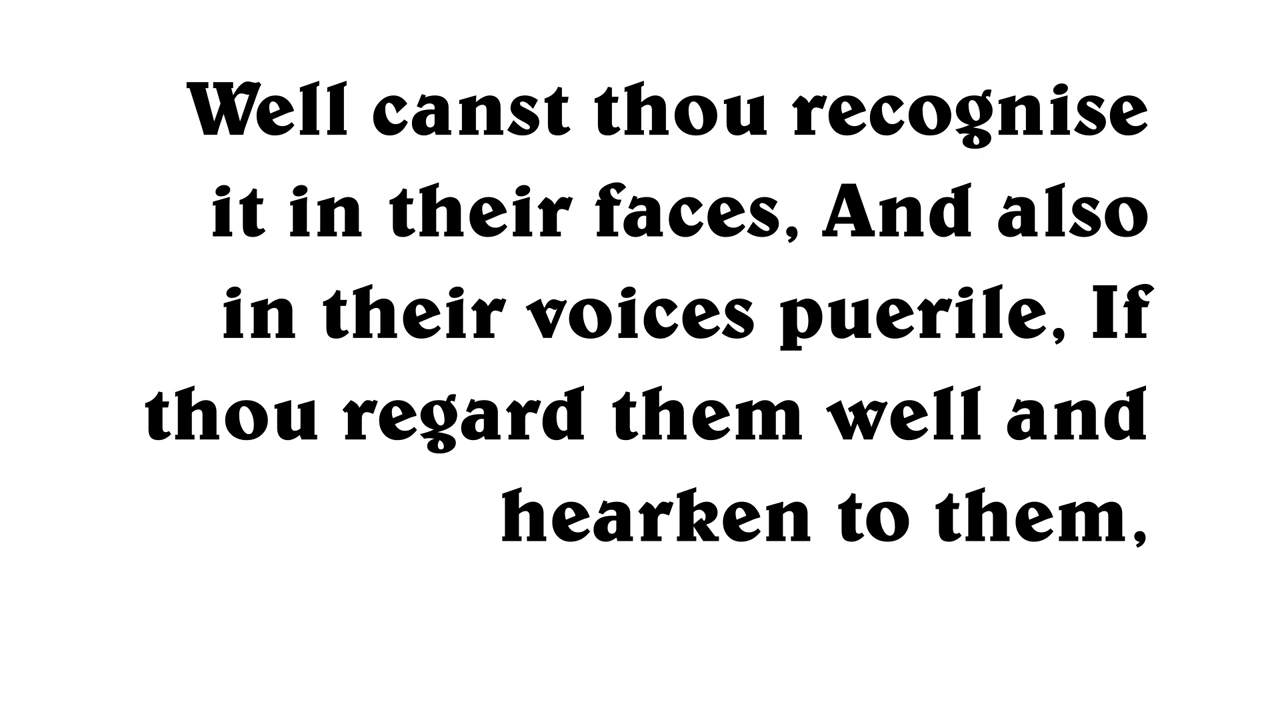 Well canst thou recognise
it in their faces, And also
in their voices puerile, If
thou regard them well and
hearken to them,